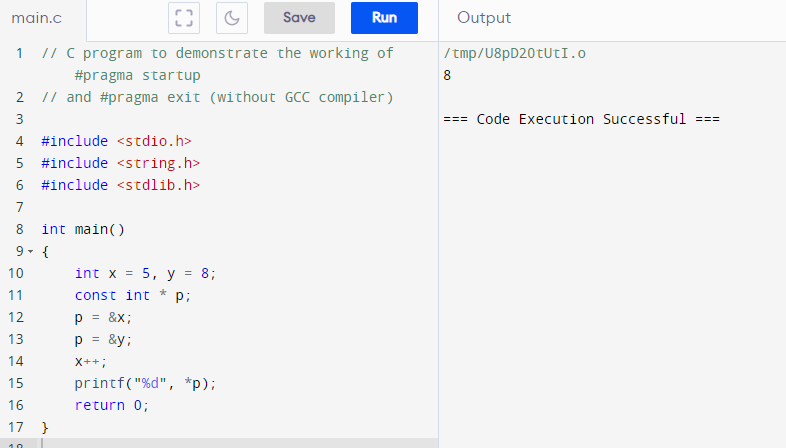 main.c
Save
Run
Output
1 // C program to demonstrate the working of
#pragma startup
2 // and #pragma exit (without GCC compiler)
3
4 #include <stdio.h>
5 #include <string.h>
6 #include <stdlib.h>
7
8 int main()
9 {
10     int x = 5, y = 8;
11     const int * p;
12     p = &x;
13     p = &y;
14     x++;
15     printf("%d", *p);
16     return 0;
17 }
18
/tmp/U8pD2OtUtI.o
8
=== Code Execution Successful ===